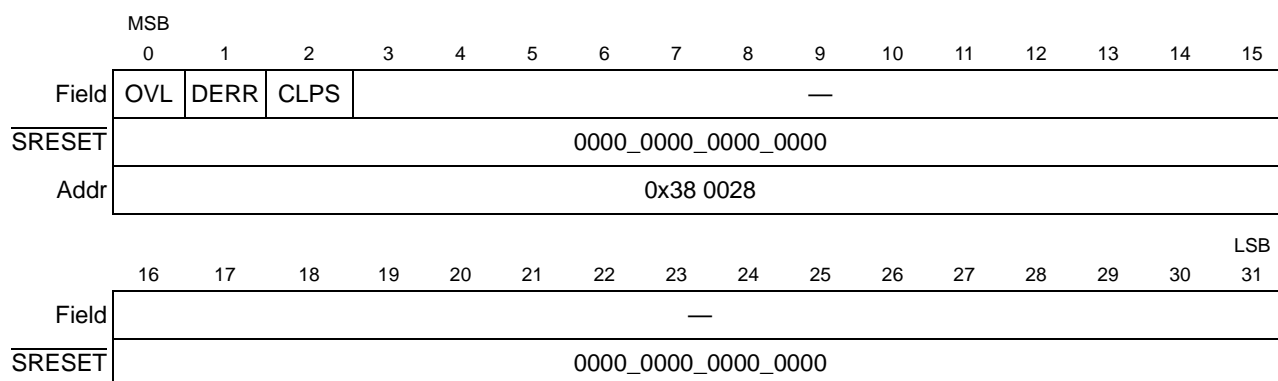 MSB
0 1 2 3 4 5 6 7 8 9 10 11 12 13 14 15
Field OVL DERR CLPS —
SRESET 0000_0000_0000_0000
Addr 0x38 0028
LSB
16 17 18 19 20 21 22 23 24 25 26 27 28 29 30 31
Field —
SRESET 0000_0000_0000_0000